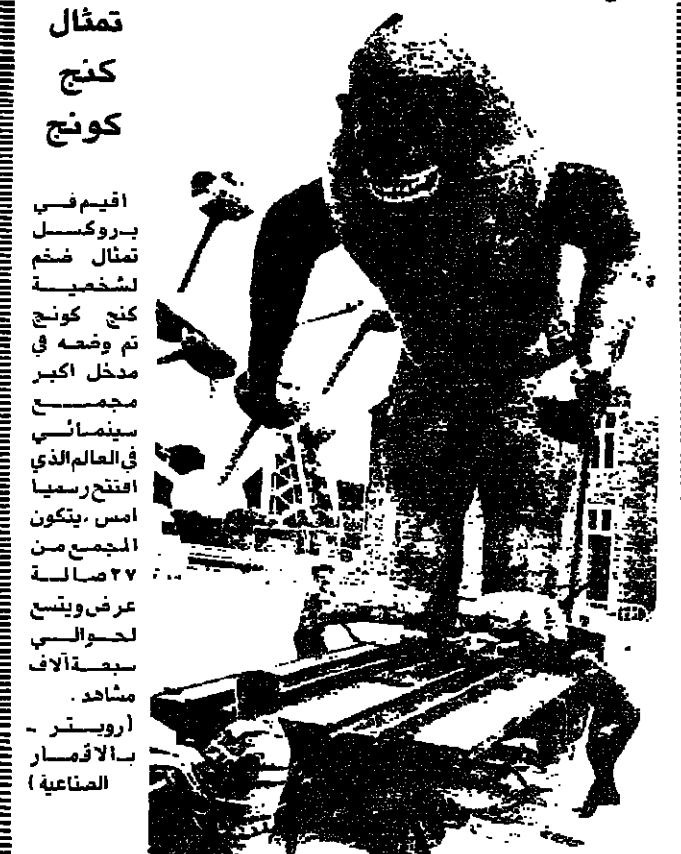 تمثال
كنج
كونج
اقيم في
بروكسل
تمثال ضخم
لشخصية
كنج كونج
تم وضعه في
مدخل اكبر
مجمع
سينمائي
في العالم الذي
افتتح رسميا
امس ،يتكون
المجمع من
٢٧ صالة
عرض ويتسع
لحوالي
سبعة آلاف
مشاهد .
(رويتر -
بالاقمار
الصناعية)